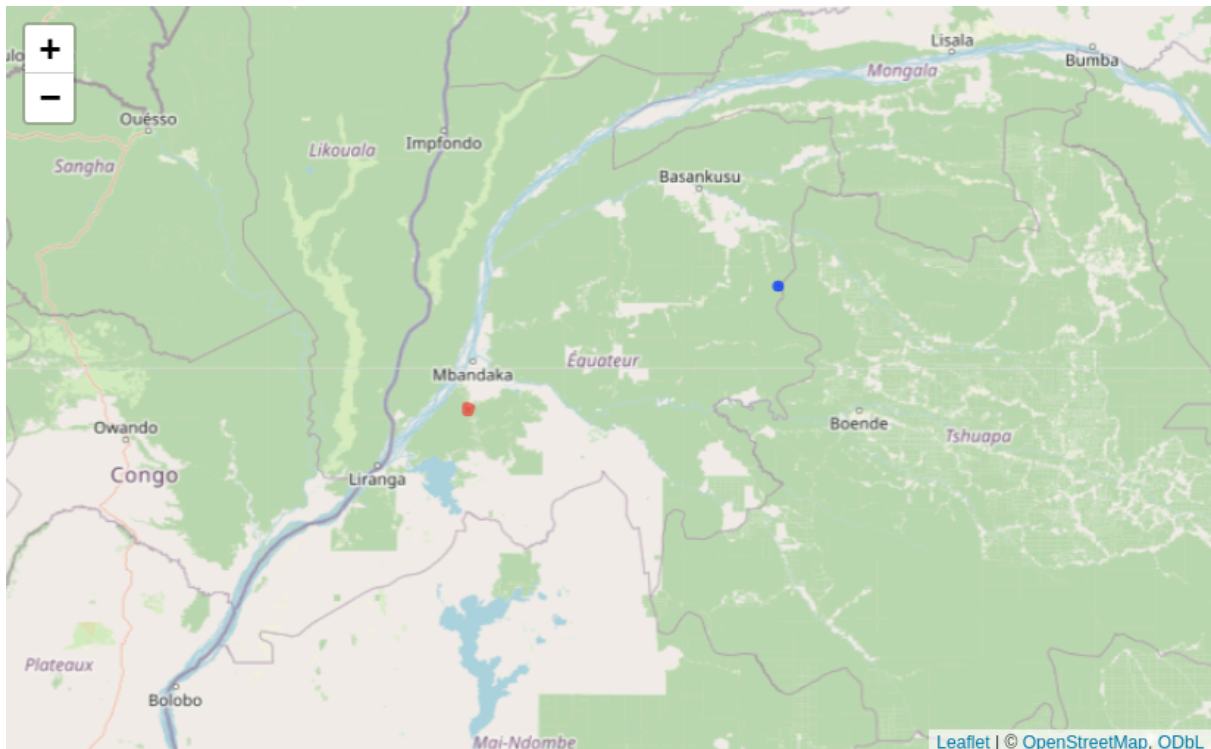 +
−
Lisala
Bumba
Mongala
Ouésso
Sangha
Likouala
Impfondo
Basankusu
Équateur
Mbandaka
Owando
Congo
Liranga
Boende
Tshuapa
Plateaux
Bolobo
Mai-Ndombe
Leaflet | © OpenStreetMap, ODbL